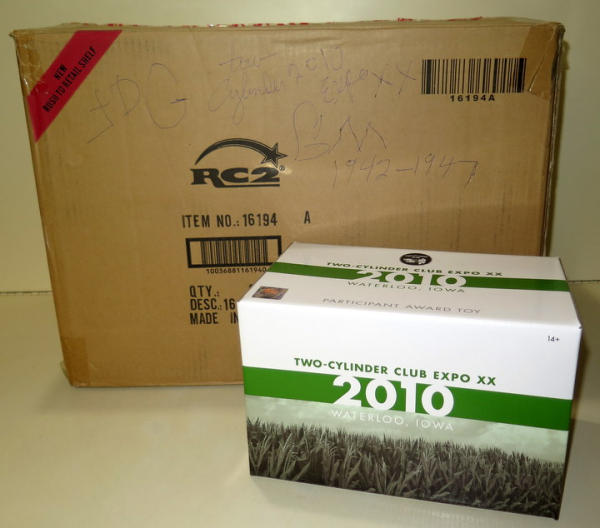 NEW
RUSH TO RETAIL SHELF
JDG
two
Cylinder 2010
Expo XX
GM
1942-1947
16194A
RC2®
ITEM NO.: 16194 A
QTY.:
DESC.: 16
MADE IN
TWO-CYLINDER CLUB EXPO XX
2010
WATERLOO, IOWA
PARTICIPANT AWARD TOY
14+
TWO-CYLINDER CLUB EXPO XX
2010
WATERLOO, IOWA